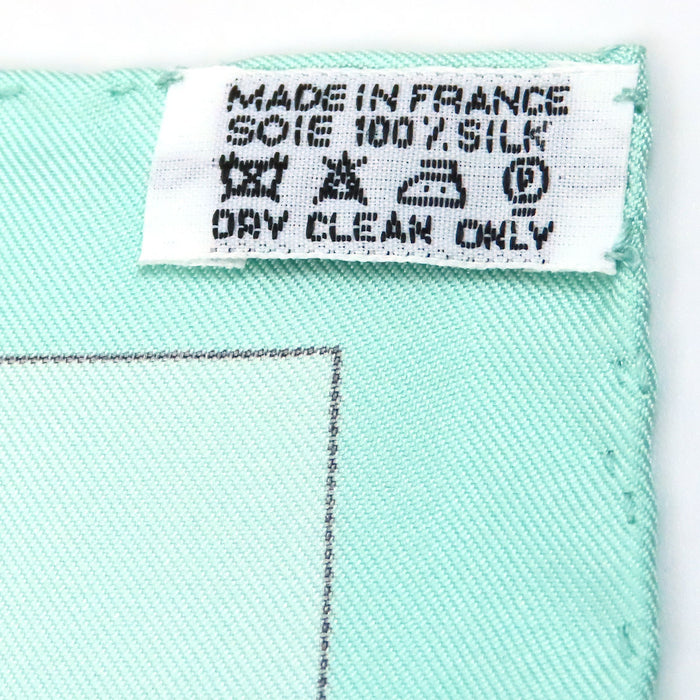 MADE IN FRANCE
SOIE 100% SILK
P
DRY CLEAN ONLY